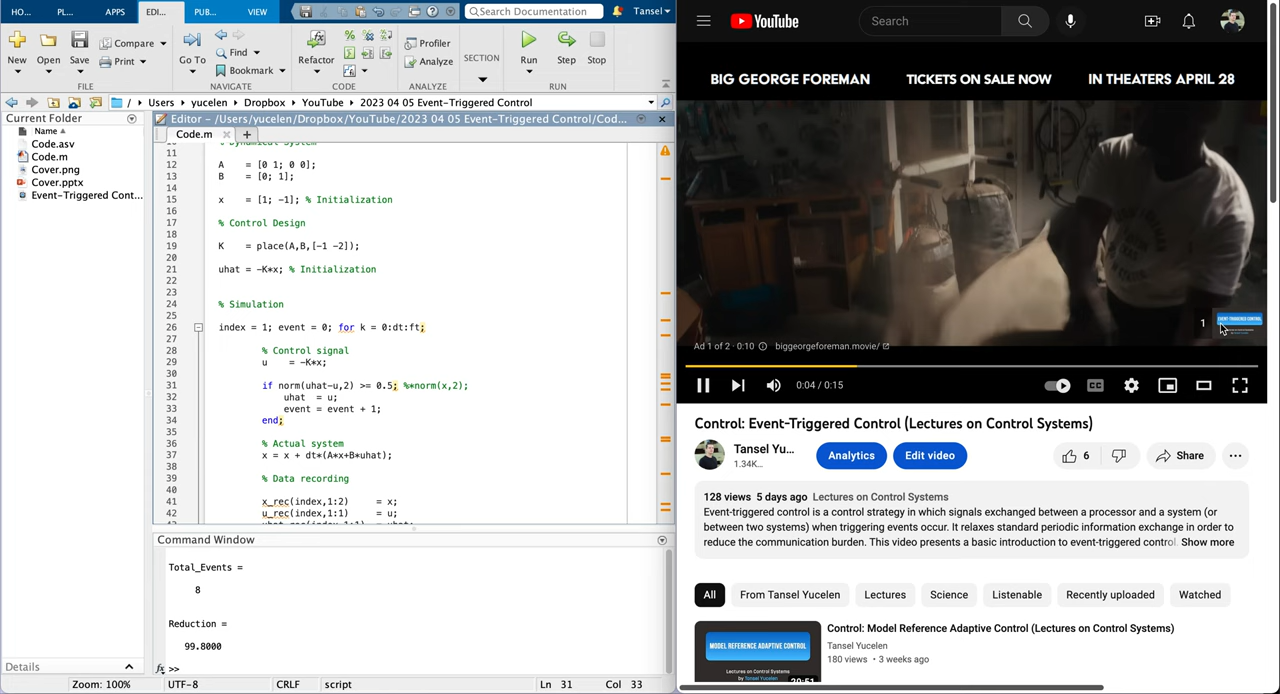 HO... PL... APPS EDI... PUB... VIEW Search Documentation Tansel
New Open Save Compare Print Go To Find Bookmark Refactor Profiler Analyze SECTION Run Step Stop
FILE NAVIGATE CODE ANALYZE RUN
/ Users yucelen Dropbox YouTube 2023 04 05 Event-Triggered Control
Current Folder
Name
Code.asv
Code.m
Cover.png
Cover.pptx
Event-Triggered Cont...
Details
Editor - /Users/yucelen/Dropbox/YouTube/2023 04 05 Event-Triggered Control/Cod...
Code.m
11
12 A = [0 1; 0 0];
13 B = [0; 1];
14
15 x = [1; -1]; % Initialization
16
17 % Control Design
18
19 K = place(A,B,[-1 -2]);
20
21 uhat = -K*x; % Initialization
22
23
24 % Simulation
25
26 index = 1; event = 0; for k = 0:dt:ft;
27
28 % Control signal
29 u = -K*x;
30
31 if norm(uhat-u,2) >= 0.5; %*norm(x,2);
32 uhat = u;
33 event = event + 1;
34 end;
35
36 % Actual system
37 x = x + dt*(A*x+B*uhat);
38
39 % Data recording
40
41 x_rec(index,1:2) = x;
42 u_rec(index,1:1) = u;
Command Window
Total_Events =
8
Reduction =
99.8000
fx >>
Zoom: 100% UTF-8 CRLF script Ln 31 Col 33
YouTube Search
BIG GEORGE FOREMAN TICKETS ON SALE NOW IN THEATERS APRIL 28
1 EVENT-TRIGGERED CONTROL
Ad 1 of 2 · 0:10 biggeorgeforeman.movie/
0:04 / 0:15 CC
Control: Event-Triggered Control (Lectures on Control Systems)
Tansel Yu...
1.34K...
Analytics Edit video 6 Share
128 views 5 days ago Lectures on Control Systems
Event-triggered control is a control strategy in which signals exchanged between a processor and a system (or
between two systems) when triggering events occur. It relaxes standard periodic information exchange in order to
reduce the communication burden. This video presents a basic introduction to event-triggered control. Show more
All From Tansel Yucelen Lectures Science Listenable Recently uploaded Watched
MODEL REFERENCE ADAPTIVE CONTROL
Lectures on Control Systems
by Tansel Yucelen
20:51
Control: Model Reference Adaptive Control (Lectures on Control Systems)
Tansel Yucelen
180 views • 3 weeks ago